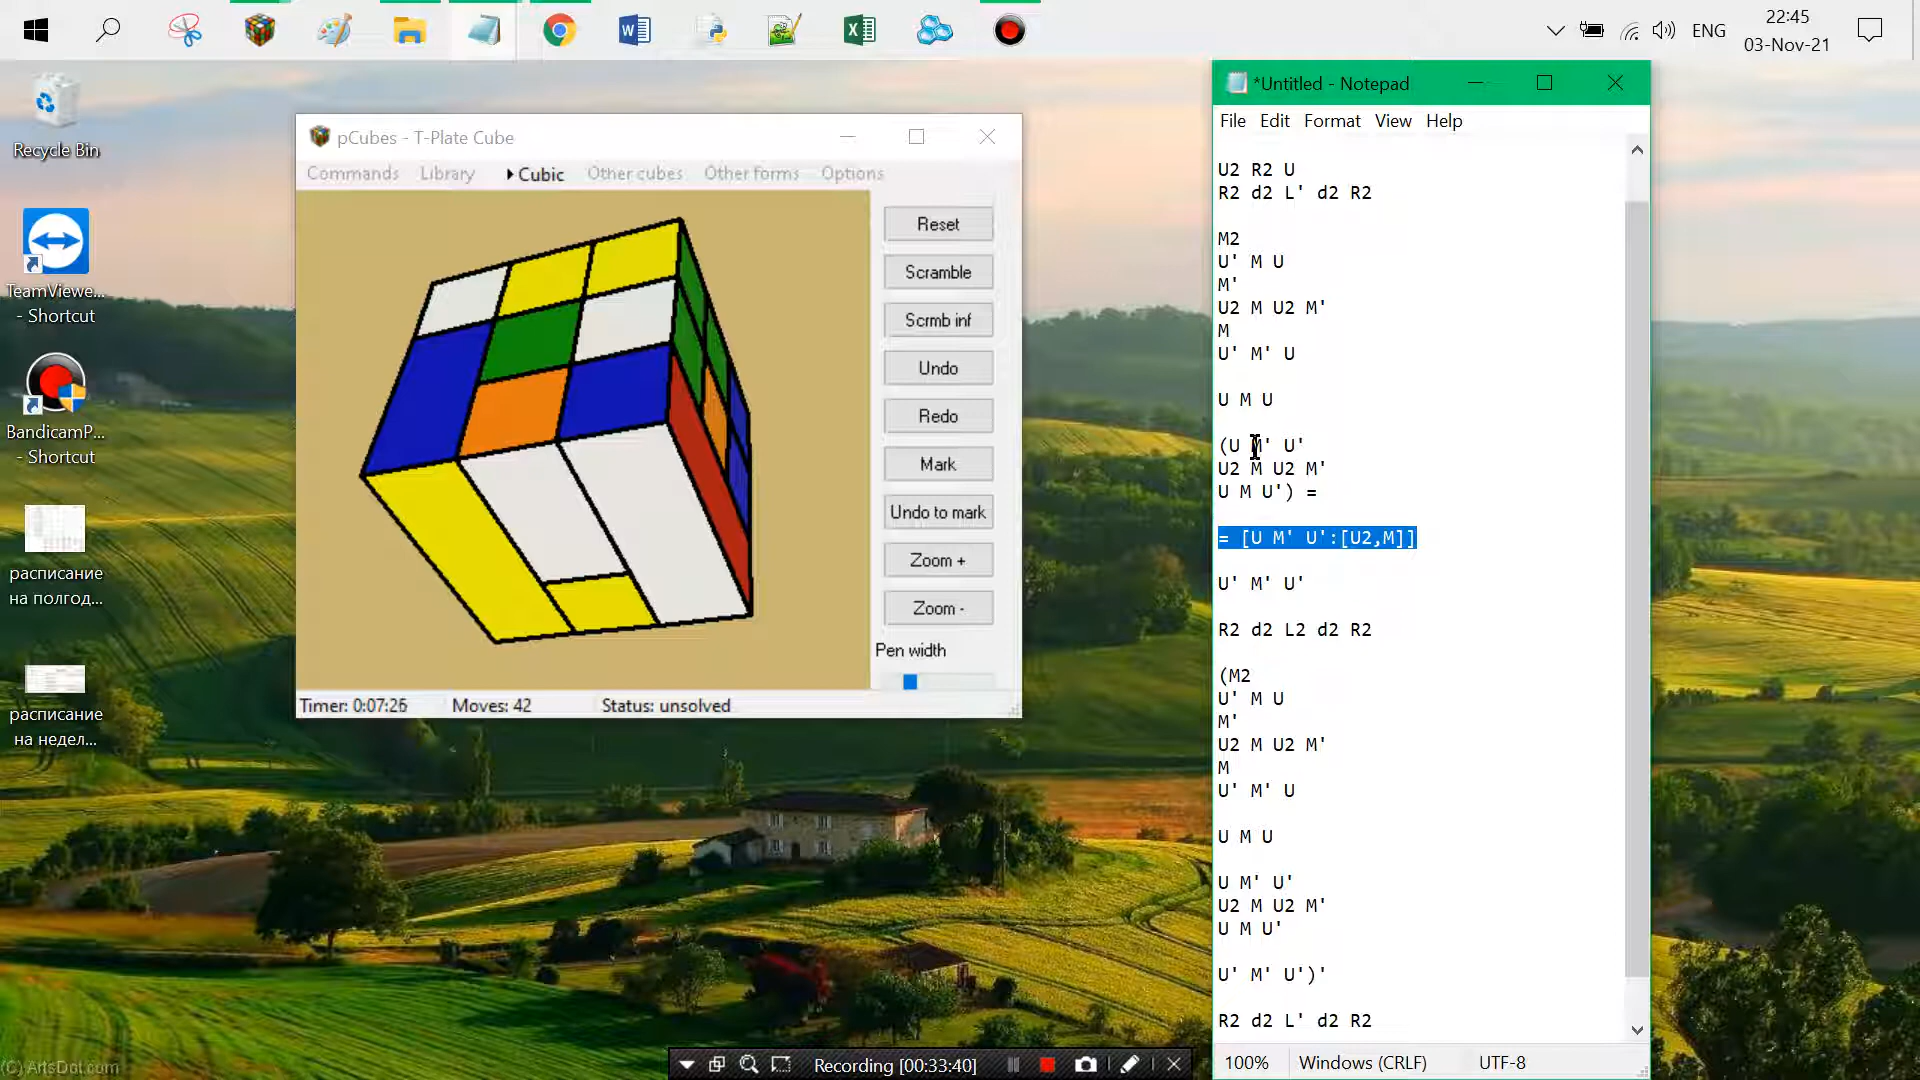 22:45
ENG
03-Nov-21
Recycle Bin
TeamViewe...
- Shortcut
BandicamP...
- Shortcut
расписание
на полгод...
расписание
на недел...
pCubes - T-Plate Cube
Commands Library Cubic Other cubes Other forms Options
Reset
Scramble
Scrmb inf
Undo
Redo
Mark
Undo to mark
Zoom +
Zoom -
Pen width
Timer: 0:07:26 Moves: 42 Status: unsolved
*Untitled - Notepad
File Edit Format View Help
U2 R2 U
R2 d2 L' d2 R2
M2
U' M U
M'
U2 M U2 M'
M
U' M' U
U M U
(U M' U'
U2 M U2 M'
U M U') =
= [U M' U':[U2,M]]
U' M' U'
R2 d2 L2 d2 R2
(M2
U' M U
M'
U2 M U2 M'
M
U' M' U
U M U
U M' U'
U2 M U2 M'
U M U'
U' M' U')'
R2 d2 L' d2 R2
100% Windows (CRLF) UTF-8
Recording [00:33:40]
(C) ArtsDot.com